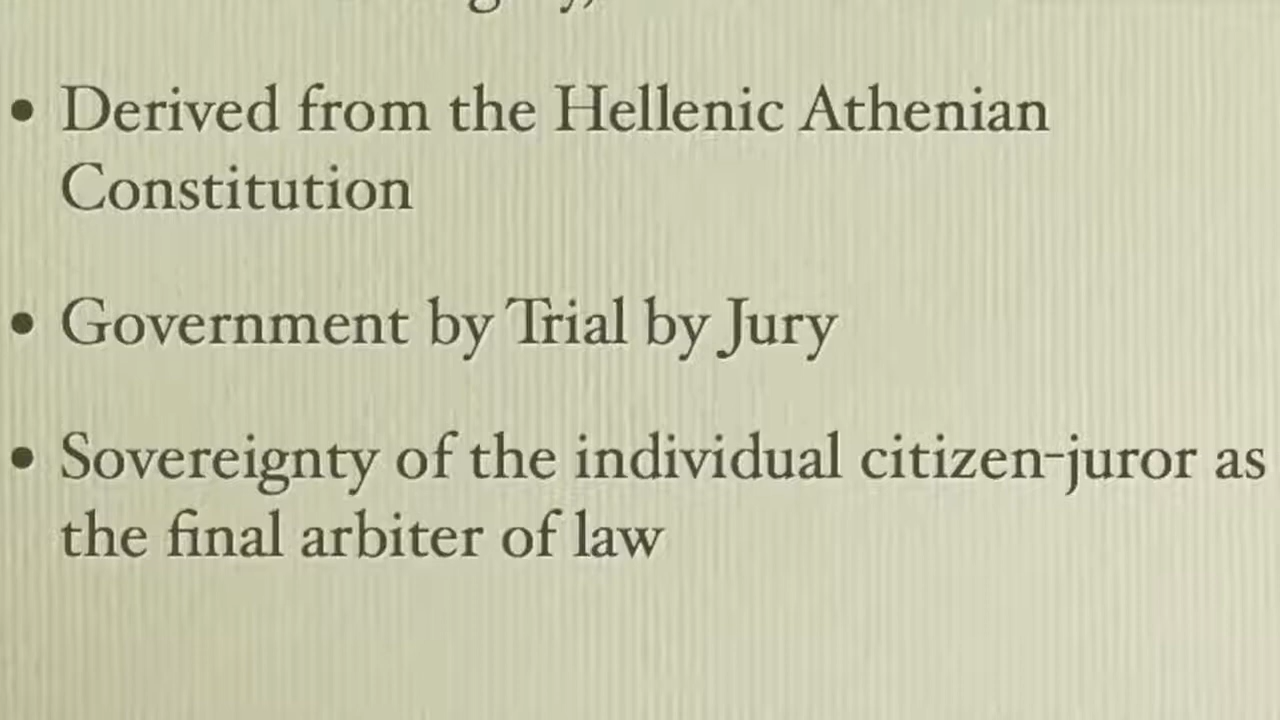 • Derived from the Hellenic Athenian
Constitution
• Government by Trial by Jury
• Sovereignty of the individual citizen-juror as
the final arbiter of law